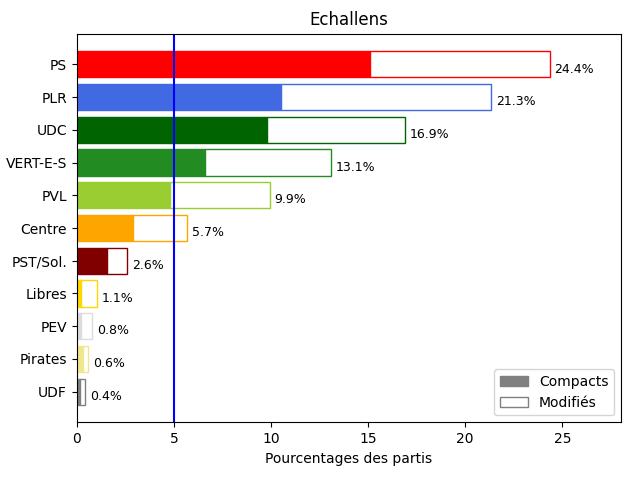 Echallens
PS
24.4%
PLR
21.3%
UDC
16.9%
VERT-E-S
13.1%
PVL
9.9%
Centre
5.7%
PST/Sol.
2.6%
Libres
1.1%
PEV
0.8%
Pirates
0.6%
UDF
0.4%
Compacts
Modifiés
0 5 10 15 20 25
Pourcentages des partis